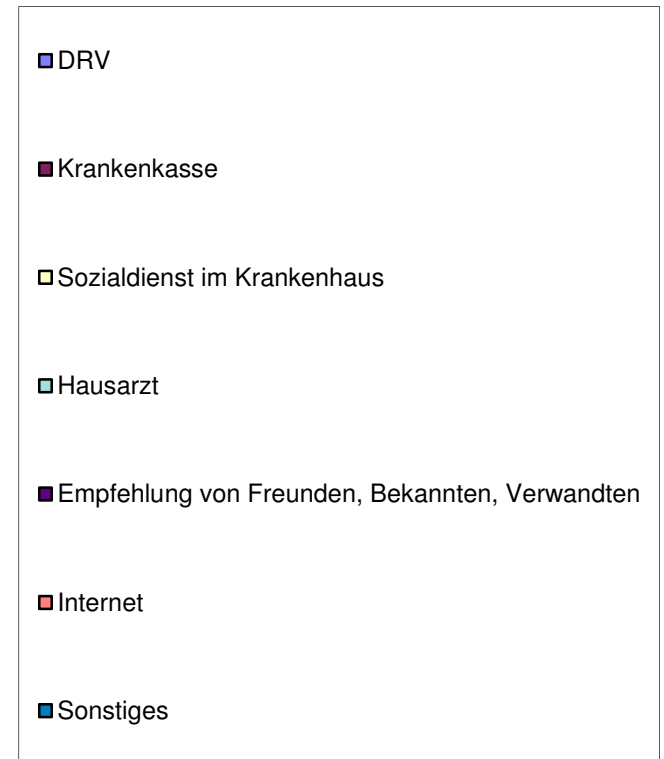 DRV
Krankenkasse
Sozialdienst im Krankenhaus
Hausarzt
Empfehlung von Freunden, Bekannten, Verwandten
Internet
Sonstiges